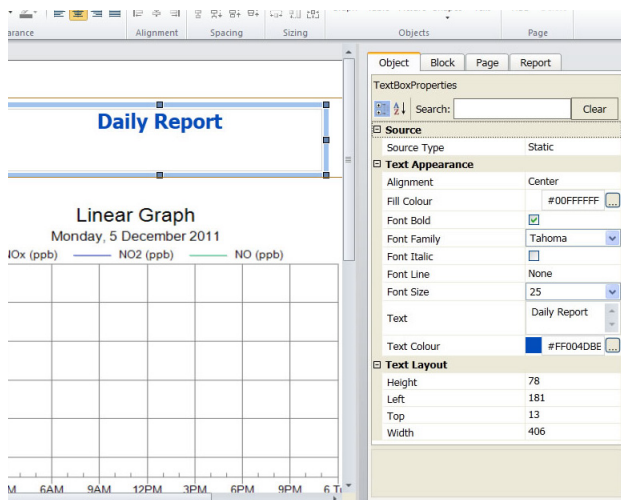 Alignment
Spacing
Sizing
Objects
Page
Object
Block
Page
Report
TextBoxProperties
Search:
Clear
Source
Source Type Static
Text Appearance
Alignment Center
Fill Colour #00FFFFFF ...
Font Bold
Font Family Tahoma
Font Italic
Font Line None
Font Size 25
Text Daily Report
Text Colour #FF004DBE ...
Text Layout
Height 78
Left 181
Top 13
Width 406
Daily Report
Linear Graph
Monday, 5 December 2011
NOx (ppb) NO2 (ppb) NO (ppb)
6AM 9AM 12PM 3PM 6PM 9PM